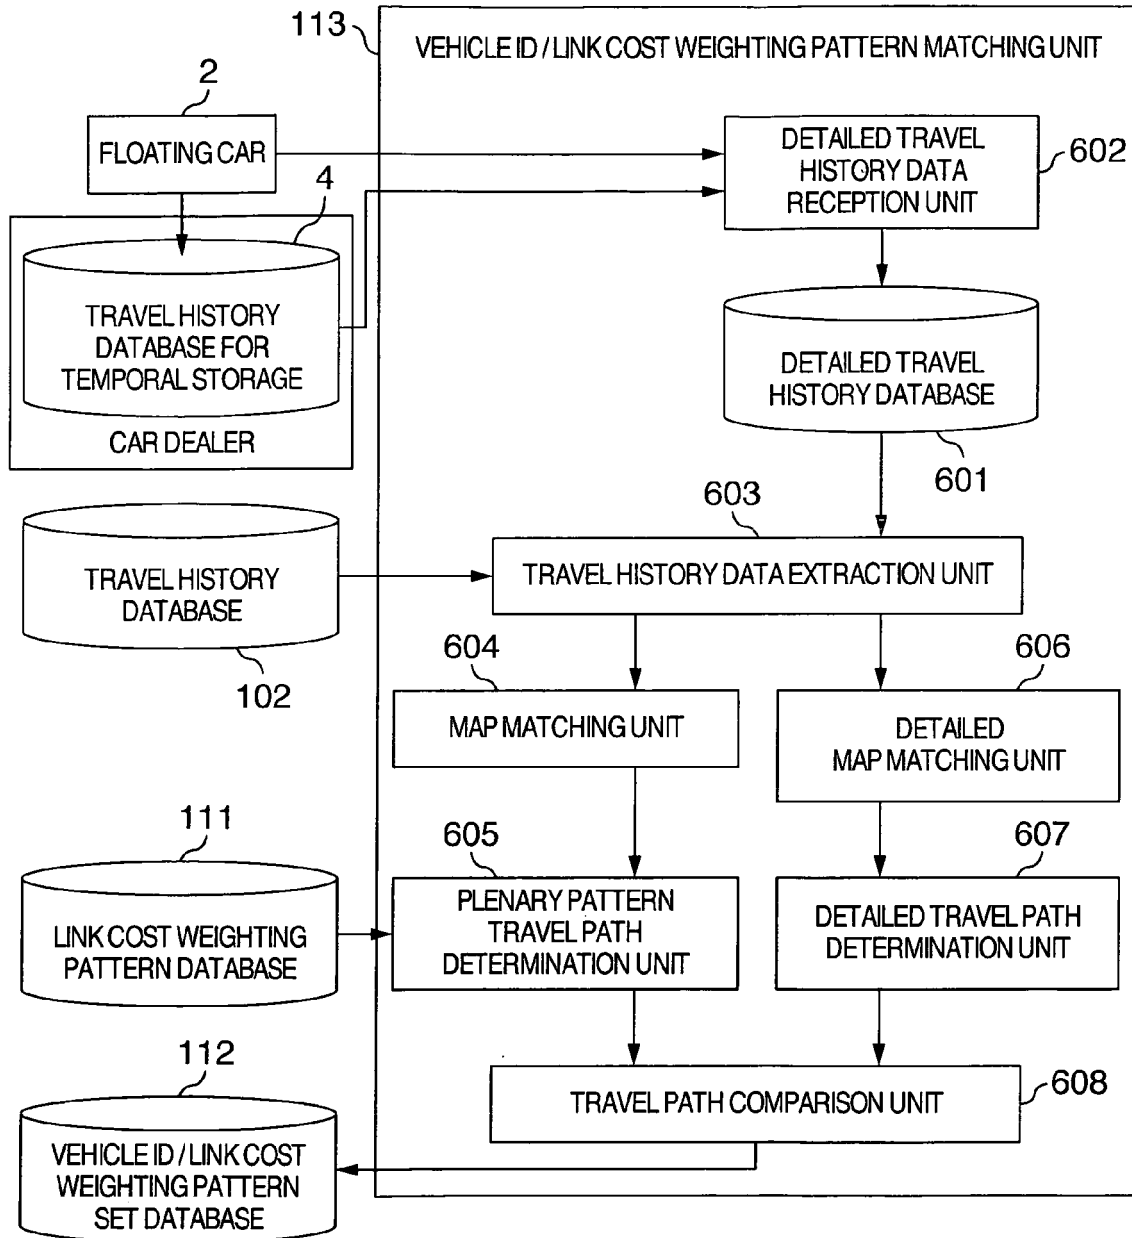 113
VEHICLE ID / LINK COST WEIGHTING PATTERN MATCHING UNIT
2
FLOATING CAR
DETAILED TRAVEL
HISTORY DATA
RECEPTION UNIT
602
4
TRAVEL HISTORY
DATABASE FOR
TEMPORAL STORAGE
CAR DEALER
DETAILED TRAVEL
HISTORY DATABASE
601
603
TRAVEL HISTORY DATA EXTRACTION UNIT
TRAVEL HISTORY
DATABASE
102
604
MAP MATCHING UNIT
606
DETAILED
MAP MATCHING UNIT
111
LINK COST WEIGHTING
PATTERN DATABASE
605
PLENARY PATTERN
TRAVEL PATH
DETERMINATION UNIT
607
DETAILED TRAVEL PATH
DETERMINATION UNIT
112
VEHICLE ID / LINK COST
WEIGHTING PATTERN
SET DATABASE
TRAVEL PATH COMPARISON UNIT
608